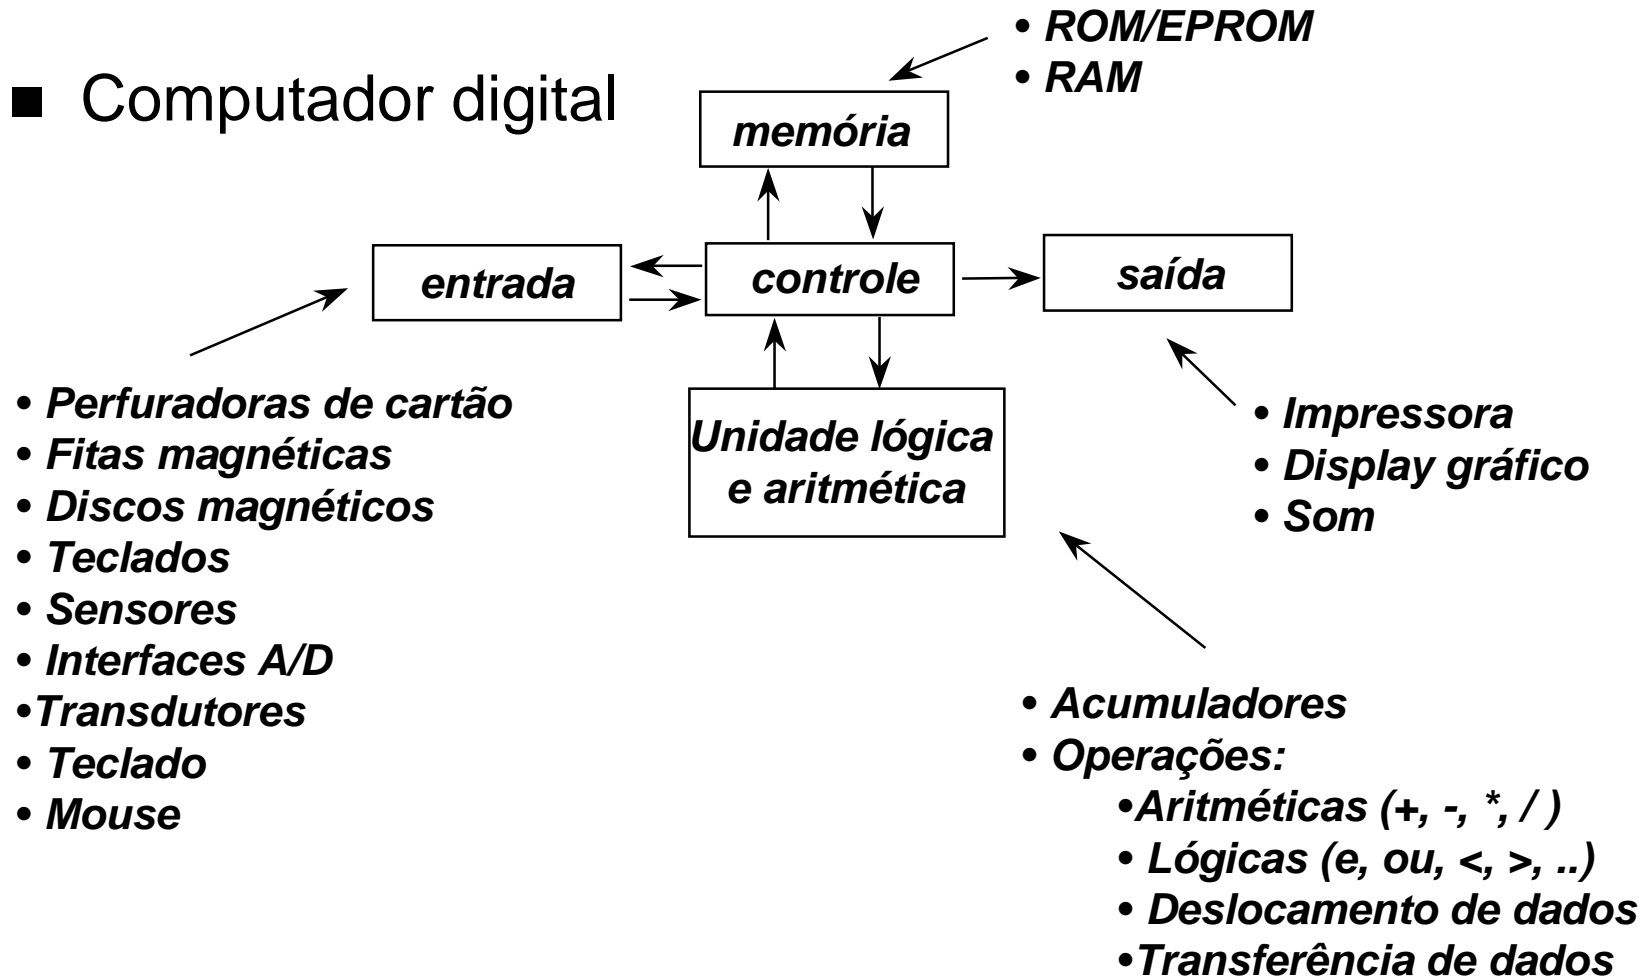 ■ Computador digital
• ROM/EPROM
• RAM
memória
entrada
controle
saída
Unidade lógica
e aritmética
• Perfuradoras de cartão
• Fitas magnéticas
• Discos magnéticos
• Teclados
• Sensores
• Interfaces A/D
•Transdutores
• Teclado
• Mouse
• Impressora
• Display gráfico
• Som
• Acumuladores
• Operações:
•Aritméticas (+, -, *, / )
• Lógicas (e, ou, <, >, ..)
• Deslocamento de dados
•Transferência de dados